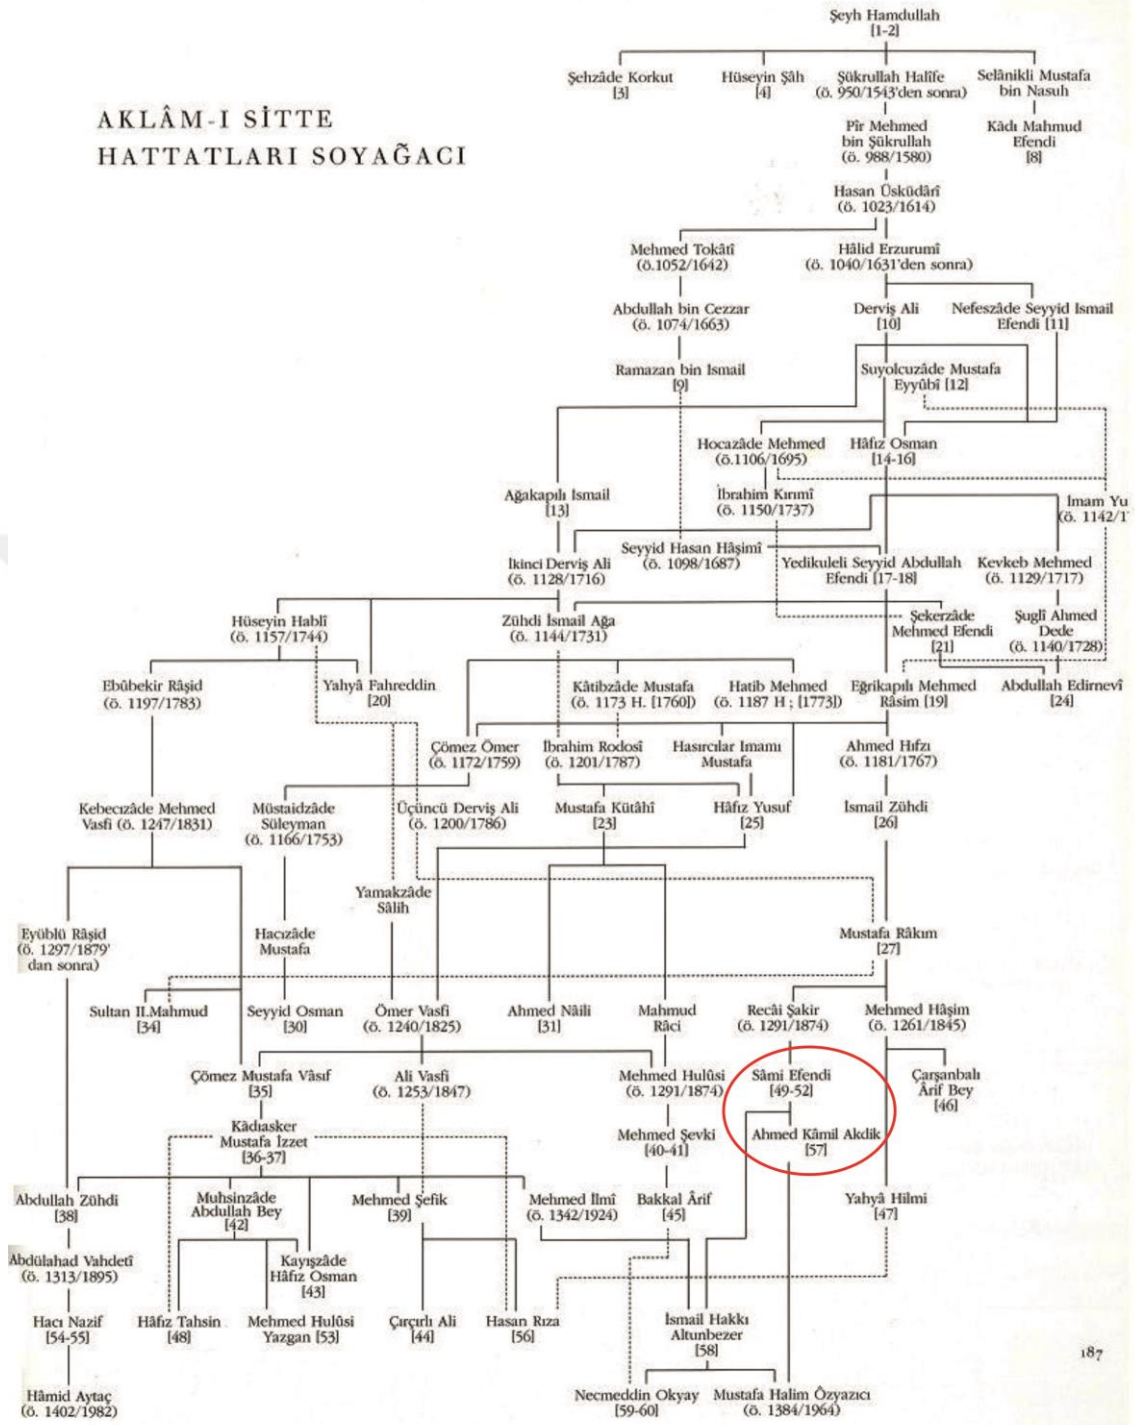 Şeyh Hamdullah
[1-2]
Şehzâde Korkut
[3]
Hüseyin Şâh
[4]
Şükrullah Halîfe
(ö. 950/1543'den sonra)
Selânikli Mustafa
bin Nasuh
AKLÂM-I SİTTE
HATTATLARI SOYAĞACI
Pîr Mehmed
bin Şükrullah
(ö. 988/1580)
Kâdı Mahmud
Efendi
[8]
Hasan Üsküdârî
(ö. 1023/1614)
Mehmed Tokâtî
(ö.1052/1642)
Hâlid Erzurumî
(ö. 1040/1631'den sonra)
Abdullah bin Cezzar
(ö. 1074/1663)
Derviş Ali
[10]
Nefeszâde Seyyid Ismail
Efendi [11]
Ramazan bin Ismail
[9]
Suyolcuzâde Mustafa
Eyyûbî [12]
Hocazâde Mehmed
(ö.1106/1695)
Hâfız Osman
[14-16]
Ağakapılı Ismail
[13]
İbrahim Kırımî
(ö. 1150/1737)
Imam Yu
(ö. 1142/1
Seyyid Hasan Hâşimî
(ö. 1098/1687)
İkinci Derviş Ali
(ö. 1128/1716)
Yedikuleli Seyyid Abdullah
Efendi [17-18]
Kevkeb Mehmed
(ö. 1129/1717)
Hüseyin Hablî
(ö. 1157/1744)
Zühdi Ismail Ağa
(ö. 1144/1731)
Şekerzâde
Mehmed Efendi
[21]
Şuglî Ahmed
Dede
(ö. 1140/1728)
Ebûbekir Râşid
(ö. 1197/1783)
Yahyâ Fahreddin
[20]
Kâtibzâde Mustafa
(ö. 1173 H. [1760])
Hatib Mehmed
(ö. 1187 H ; [1773])
Eğrikapılı Mehmed
Râsim [19]
Abdullah Edirnevî
[24]
Çömez Ömer
(ö. 1172/1759)
İbrahim Rodosî
(ö. 1201/1787)
Hasırcılar Imamı
Mustafa
Ahmed Hıfzı
(ö. 1181/1767)
Kebecızâde Mehmed
Vasfi (ö. 1247/1831)
Müstaidzâde
Süleyman
(ö. 1166/1753)
Üçüncü Derviş Ali
(ö. 1200/1786)
Mustafa Kütâhî
[23]
Hâfız Yusuf
[25]
İsmail Zühdi
[26]
Yamakzâde
Sâlih
Eyüblü Râşid
(ö. 1297/1879'
dan sonra)
Hacızâde
Mustafa
Mustafa Râkım
[27]
Sultan II.Mahmud
[34]
Seyyid Osman
[30]
Ömer Vasfi
(ö. 1240/1825)
Ahmed Nâili
[31]
Mahmud
Râci
Recâi Şakir
(ö. 1291/1874)
Mehmed Hâşim
(ö. 1261/1845)
Çömez Mustafa Vâsıf
[35]
Ali Vasfi
(ö. 1253/1847)
Mehmed Hulûsi
(ö. 1291/1874)
Sâmi Efendi
[49-52]
Çarşanbalı
Ârif Bey
[46]
Kâdıasker
Mustafa İzzet
[36-37]
Mehmed Şevki
[40-41]
Ahmed Kâmil Akdik
[57]
Abdullah Zühdi
[38]
Muhsinzâde
Abdullah Bey
[42]
Mehmed Şefik
[39]
Mehmed İlmî
(ö. 1342/1924)
Bakkal Ârif
[45]
Yahyâ Hilmi
[47]
Abdülahad Vahdetî
(ö. 1313/1895)
Kayışzâde
Hâfız Osman
[43]
Hacı Nazif
[54-55]
Hâfız Tahsin
[48]
Mehmed Hulûsi
Yazgan [53]
Çırçırlı Ali
[44]
Hasan Rıza
[56]
İsmail Hakkı
Altunbezer
[58]
187
Hâmid Aytaç
(ö. 1402/1982)
Necmeddin Okyay
[59-60]
Mustafa Halim Özyazıcı
(ö. 1384/1964)